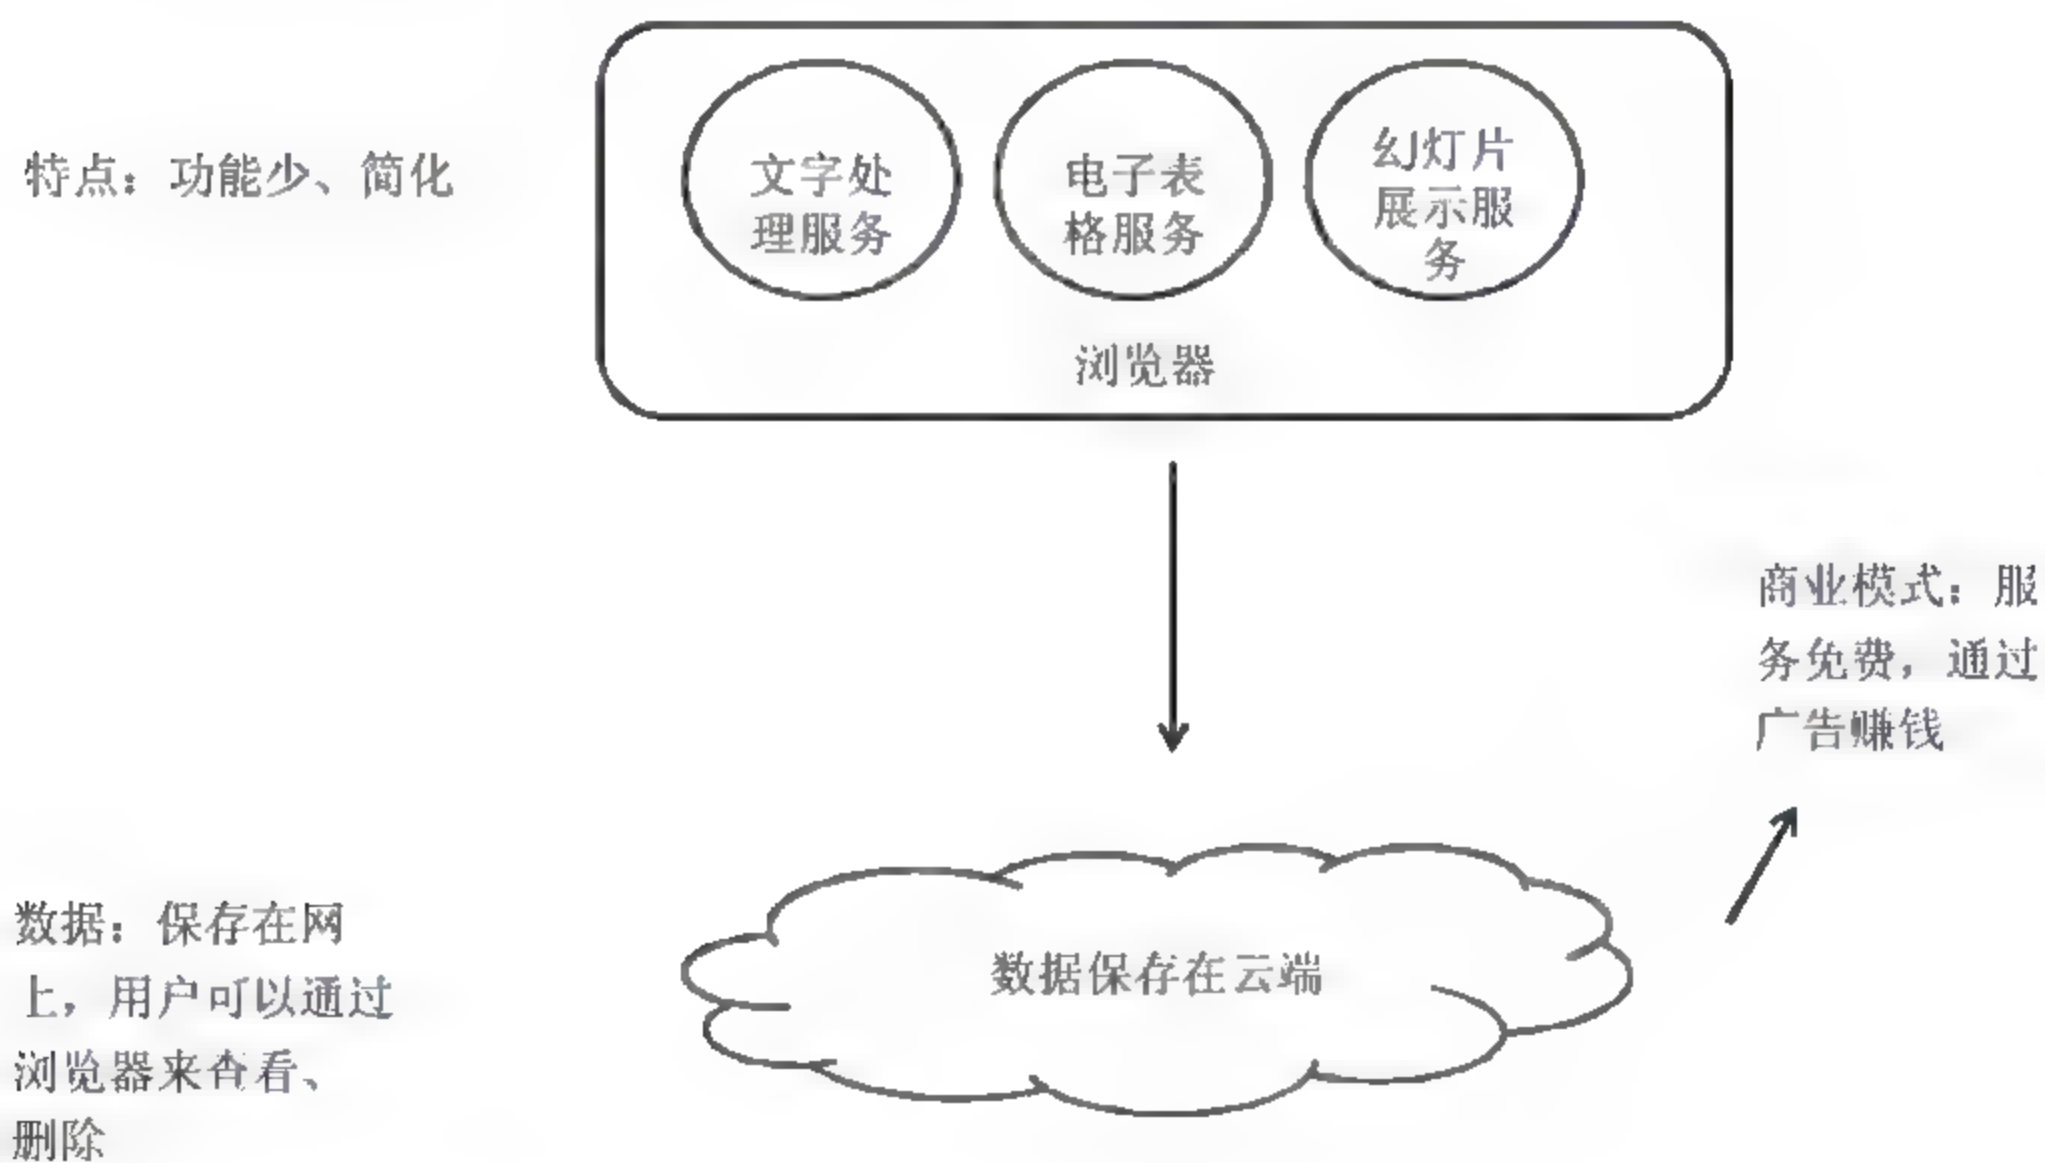 特点：功能少、简化
文字处
理服务
电子表
格服务
幻灯片
展示服
务
浏览器
商业模式：服
务免费，通过
广告赚钱
数据：保存在网
上，用户可以通过
浏览器来查看、
删除
数据保存在云端